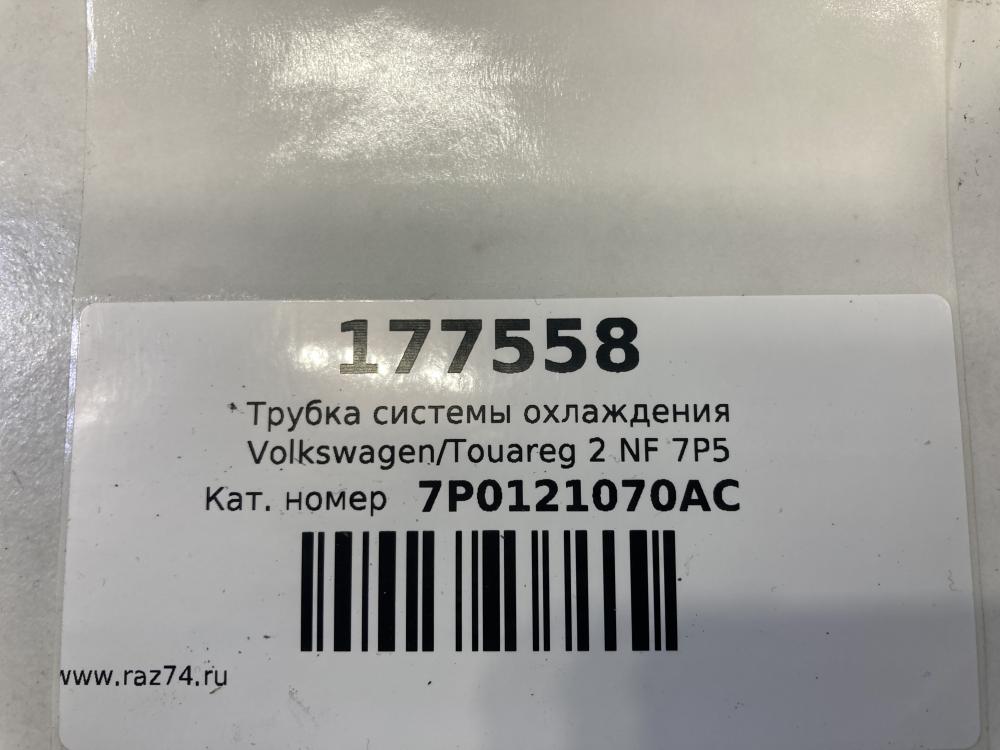 177558
Трубка системы охлаждения
Volkswagen/Touareg 2 NF 7P5
Кат. номер 7P0121070AC
www.raz74.ru